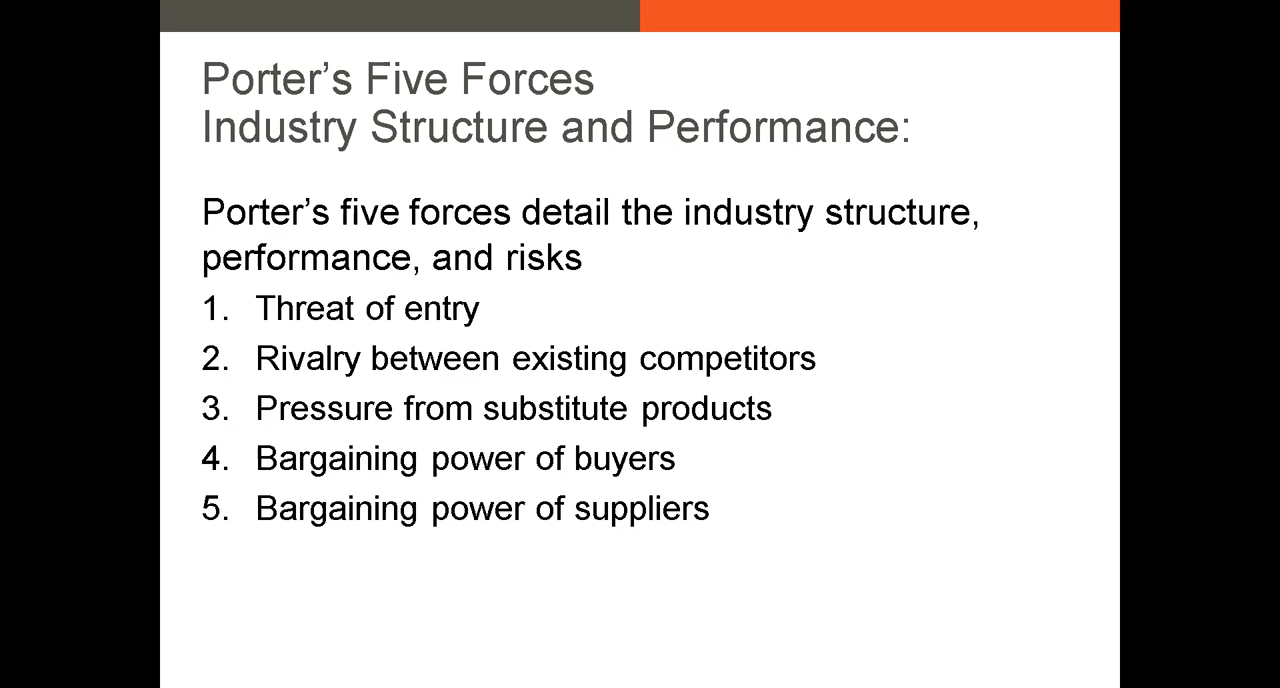 Porter’s Five Forces
Industry Structure and Performance:
Porter’s five forces detail the industry structure,
performance, and risks
1. Threat of entry
2. Rivalry between existing competitors
3. Pressure from substitute products
4. Bargaining power of buyers
5. Bargaining power of suppliers